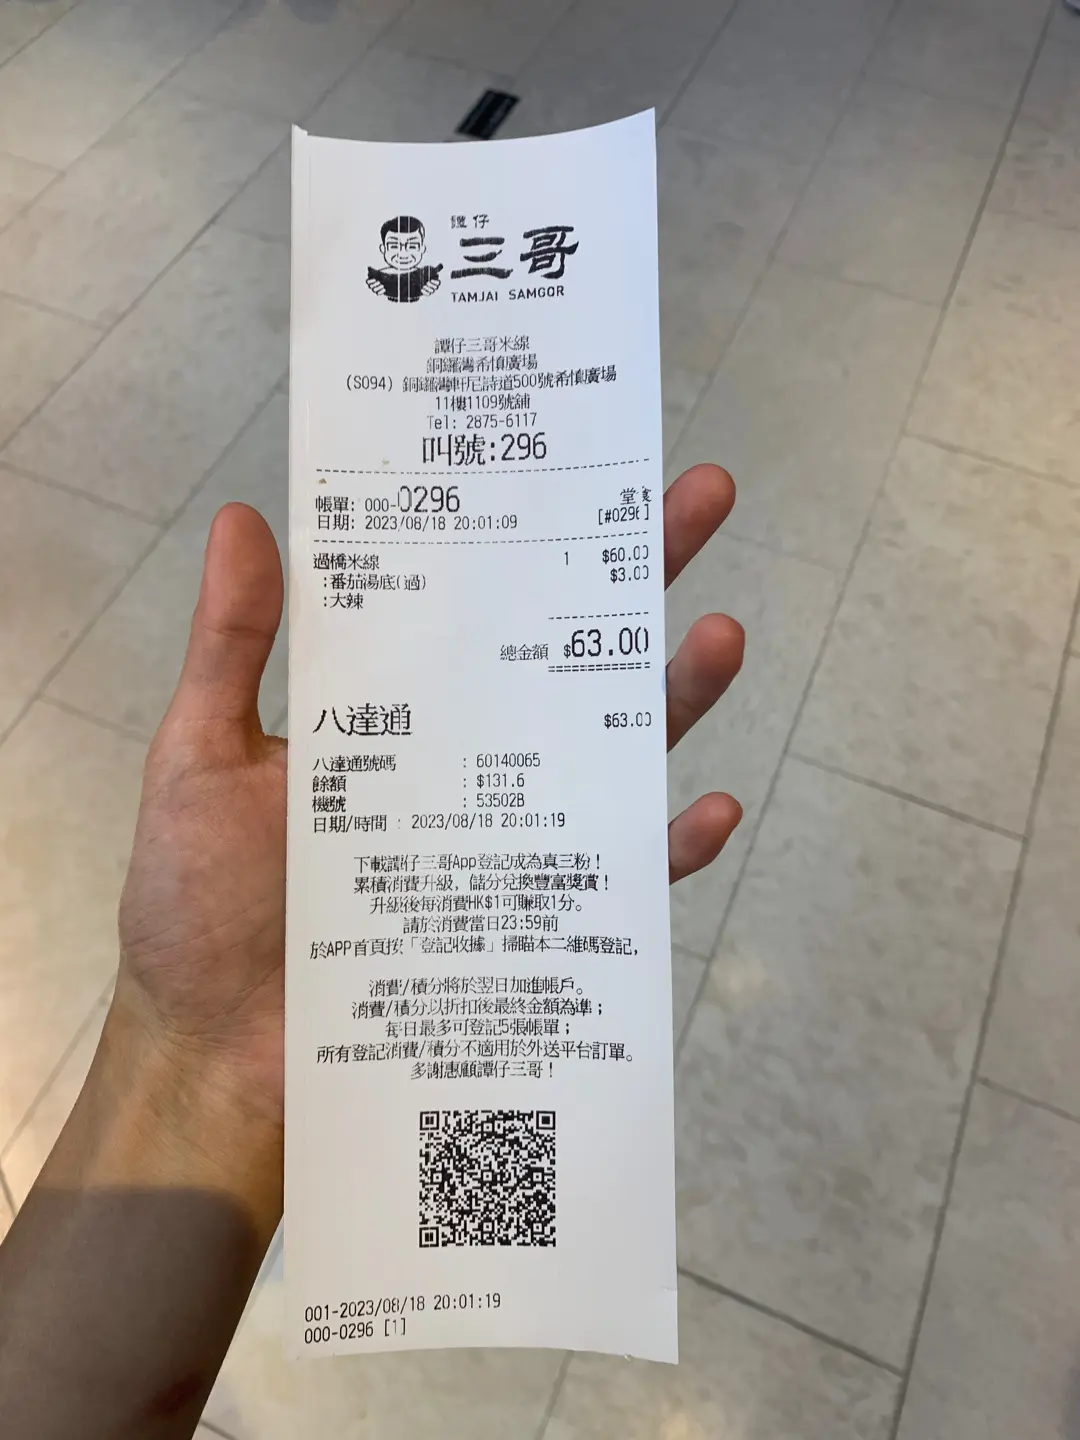 譚仔
三哥
TAMJAI SAMGOR
譚仔三哥米線
銅鑼灣希慎廣場
(S094) 銅鑼灣軒尼詩道500號希慎廣場
11樓1109號舖
Tel: 2875-6117
叫號:296
帳單: 000-0296 堂食
日期: 2023/08/18 20:01:09 [#0296]
過橋米線 1 $60.00
:番茄湯底(過) $3.00
:大辣
總金額 $63.00
八達通 $63.00
八達通號碼 : 60140065
餘額 : $131.6
機號 : 53502B
日期/時間 : 2023/08/18 20:01:19
下載譚仔三哥App登記成為真三粉!
累積消費升級，儲分兌換豐富獎賞!
升級後每消費HK$1可賺取1分。
請於消費當日23:59前
於APP首頁按「登記收據」掃瞄本二維碼登記，
消費/積分將於翌日加進帳戶。
消費/積分以折扣後最終金額為準；
每日最多可登記5張帳單；
所有登記消費/積分不適用於外送平台訂單。
多謝惠顧譚仔三哥!
001-2023/08/18 20:01:19
000-0296 [1]